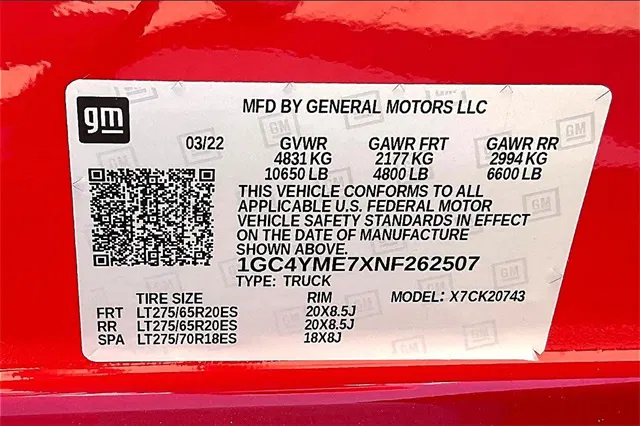 gm
MFD BY GENERAL MOTORS LLC
03/22 GVWR GAWR FRT GAWR RR
4831 KG 2177 KG 2994 KG
10650 LB 4800 LB 6600 LB
THIS VEHICLE CONFORMS TO ALL
APPLICABLE U.S. FEDERAL MOTOR
VEHICLE SAFETY STANDARDS IN EFFECT
ON THE DATE OF MANUFACTURE
SHOWN ABOVE.
1GC4YME7XNF262507
TYPE: TRUCK
TIRE SIZE RIM MODEL: X7CK20743
FRT LT275/65R20ES 20X8.5J
RR LT275/65R20ES 20X8.5J
SPA LT275/70R18ES 18X8J